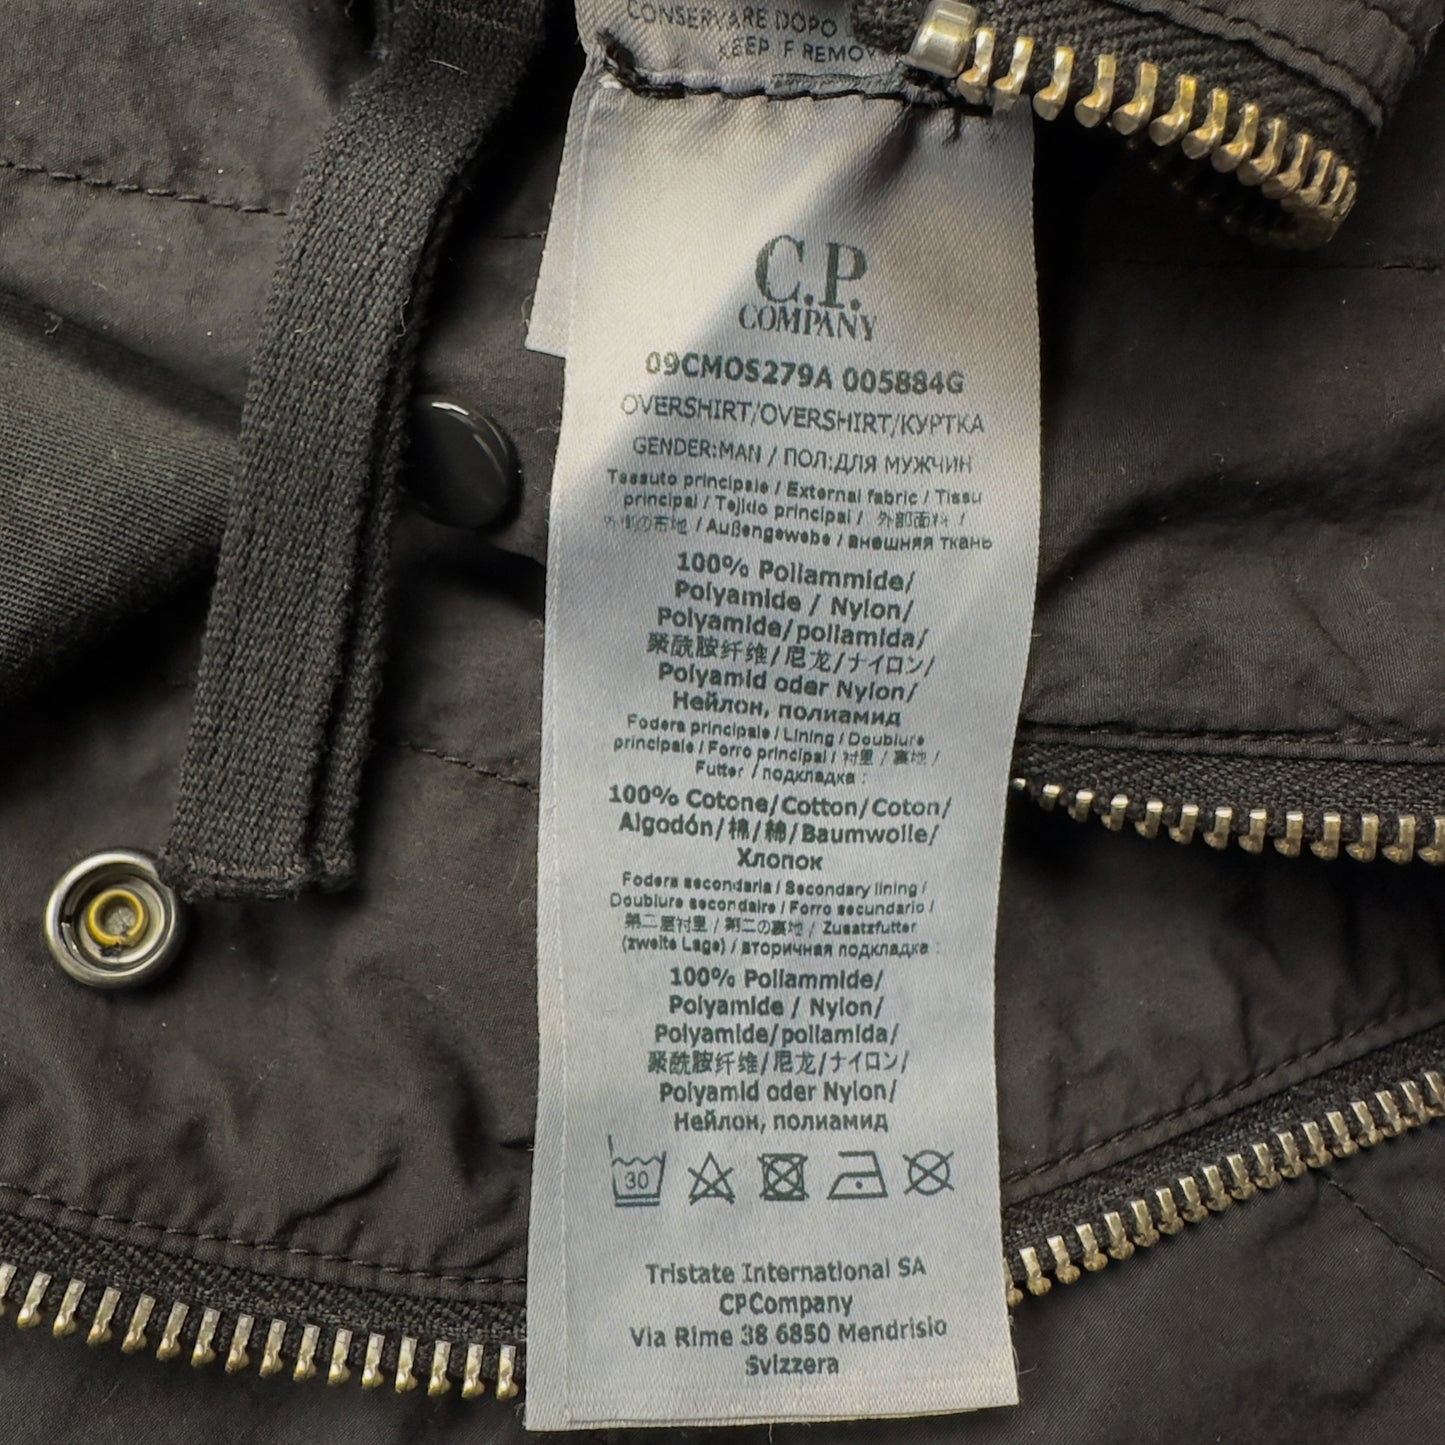 CONSERVARE DOPO
KEEP IF REMOV
C.P.
COMPANY
09CMOS279A 005884G
OVERSHIRT/OVERSHIRT/КУРТКА
GENDER:MAN / ПОЛ:ДЛЯ МУЖЧИН
Tessuto principale / External fabric / Tissu
principal / Tejido principal / 外部面料 /
外側の布地 / Außengewebe / внешняя ткань
100% Poliammide/
Polyamide / Nylon/
Polyamide/poliamida/
聚酰胺纤维/尼龙/ナイロン/
Polyamid oder Nylon/
Нейлон, полиамид
Fodera principale / Lining / Doublure
principale / Forro principal / 衬里 / 裏地 /
Futter / подкладка :
100% Cotone/Cotton/Coton/
Algodón/棉/綿/Baumwolle/
Хлопок
Fodera secondaria / Secondary lining /
Doublure secondaire / Forro secundario /
第二层衬里 / 第二の裏地 / Zusatzfutter
(zweite Lage) / вторичная подкладка :
100% Poliammide/
Polyamide / Nylon/
Polyamide/poliamida/
聚酰胺纤维/尼龙/ナイロン/
Polyamid oder Nylon/
Нейлон, полиамид
30
Tristate International SA
CPCompany
Via Rime 38 6850 Mendrisio
Svizzera